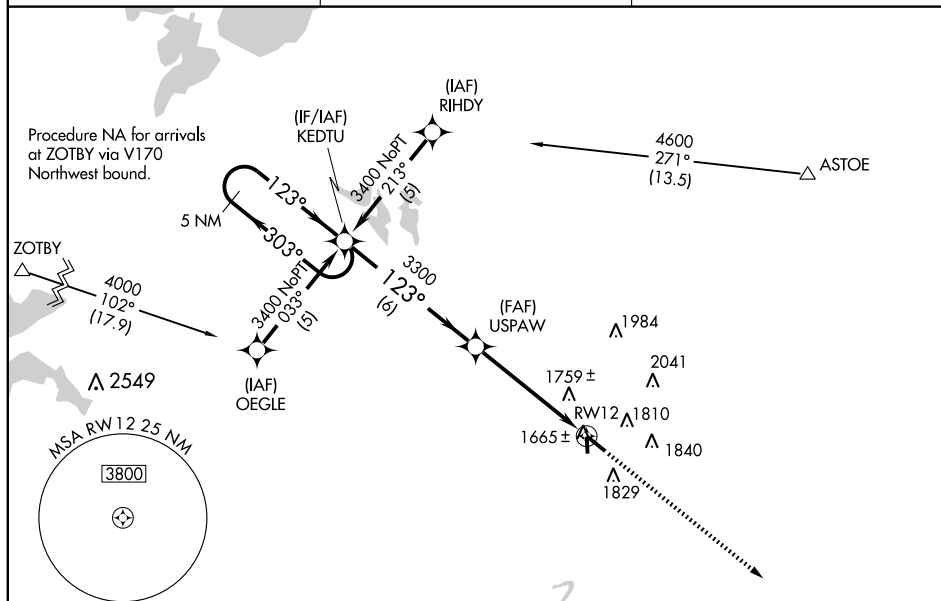 (IAF)
RIHDY
(IF/IAF)
KEDTU
Procedure NA for arrivals
at ZOTBY via V170
Northwest bound.
4600
271°
(13.5)
ASTOE
3400 NoPT
213°
(5)
123°
5 NM
303°
ZOTBY
4000
102°
(17.9)
3400 NoPT
033°
(5)
3300
123°
(6)
(FAF)
USPAW
(IAF)
OEGLE
1984
2041
2549
1759 ±
RW12
1810
1665 ±
1840
1829
MSA RW12 25 NM
3800